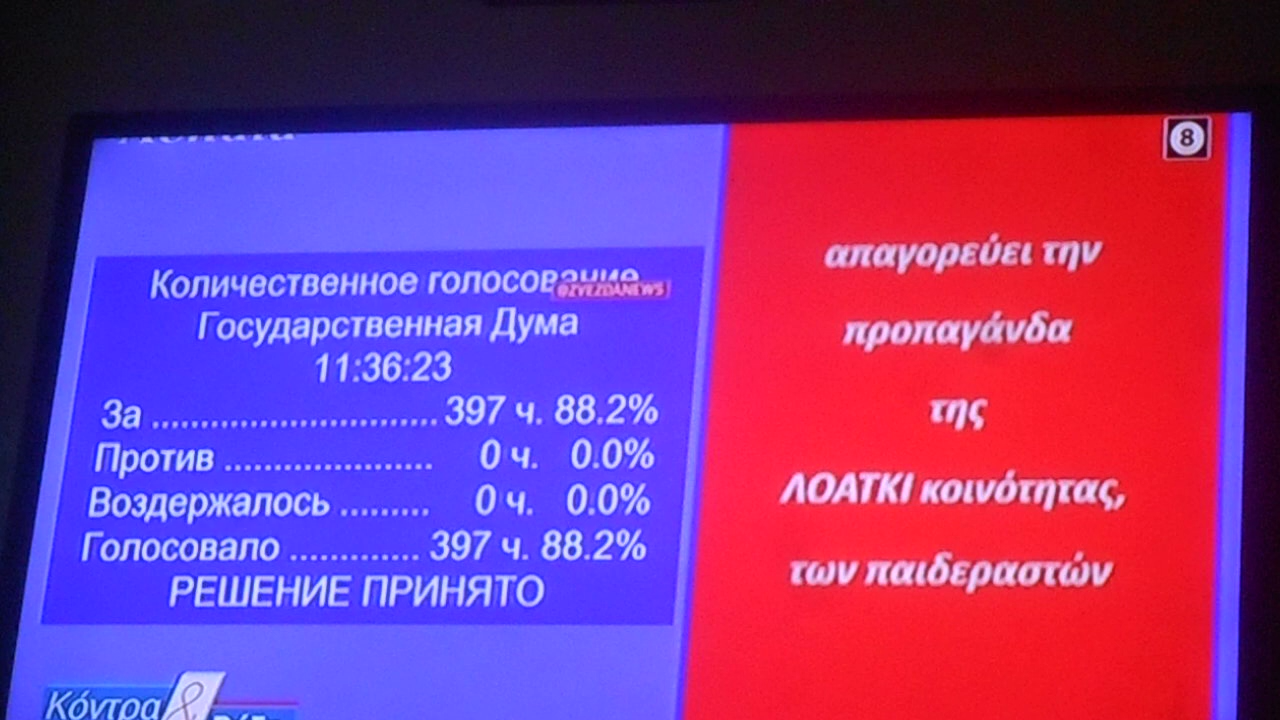 Количественное голосование
@ZVEZDANEWS
Государственная Дума
11:36:23
За ........................... 397 ч. 88.2%
Против .................... 0 ч. 0.0%
Воздержалось ......... 0 ч. 0.0%
Голосовало ............. 397 ч. 88.2%
РЕШЕНИЕ ПРИНЯТО
Κόντρα &
8
απαγορεύει την
προπαγάνδα
της
ΛΟΑΤΚΙ κοινότητας,
των παιδεραστών